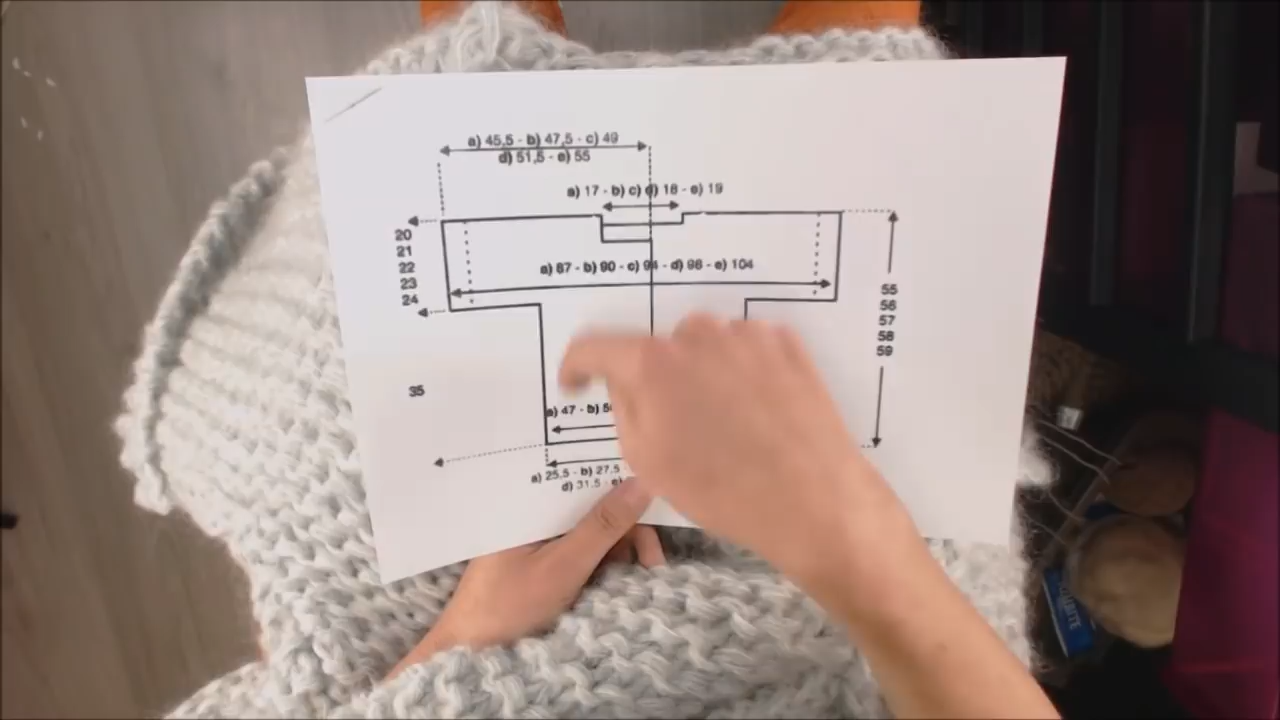 a) 45,5 - b) 47,5 - c) 49
d) 51,5 - e) 55
a) 17 - b) c) d) 18 - e) 19
20
21
22
23
24
a) 87 - b) 90 - c) 94 - d) 98 - e) 104
55
56
57
58
59
35
a) 47 - b)
a) 25,5 - b) 27,5 -
d) 31,5 - e)